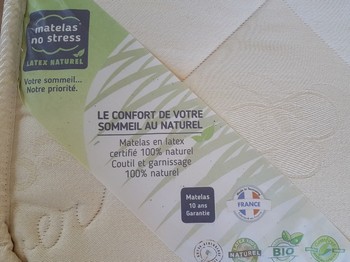 matelas
no stress
LATEX NATUREL
Votre sommeil...
Notre priorité.
LE CONFORT DE VOTRE
SOMMEIL AU NATUREL
Matelas en latex
certifié 100% naturel
Coutil et garnissage
100% naturel
Matelas
10 ans
Garantie
FRANCE
BIO